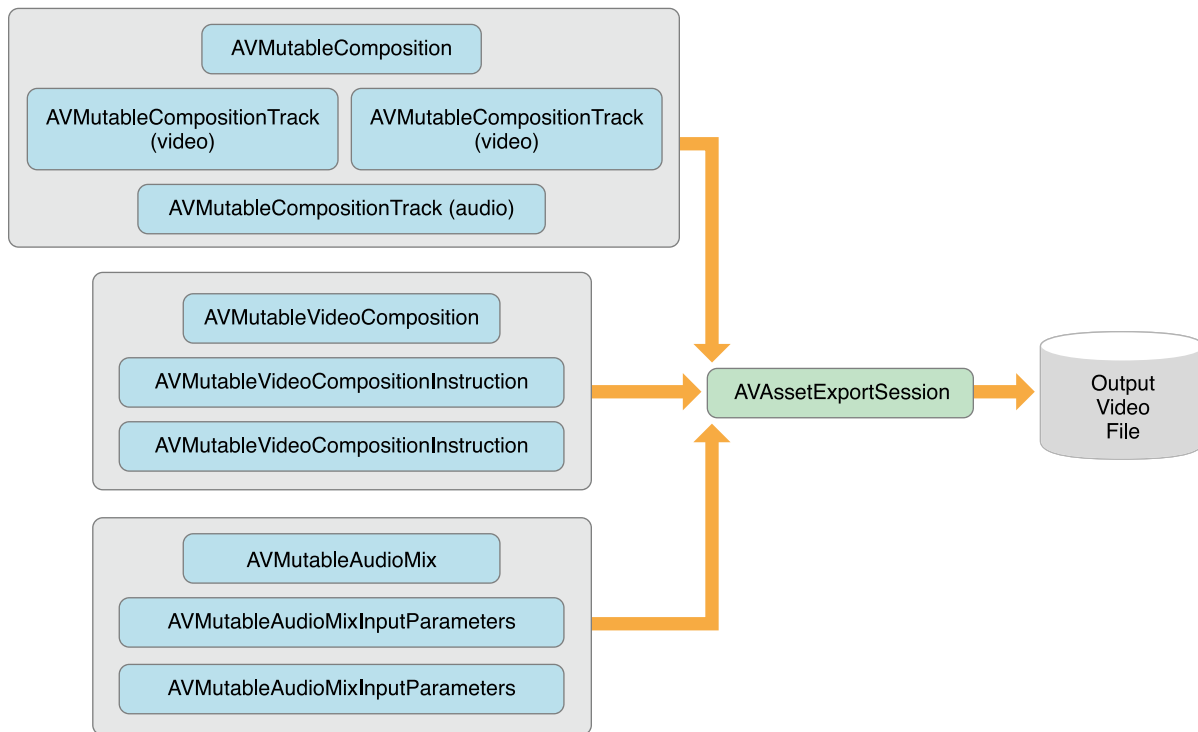 AVMutableComposition
AVMutableCompositionTrack
(video)
AVMutableCompositionTrack
(video)
AVMutableCompositionTrack (audio)
AVMutableVideoComposition
AVMutableVideoCompositionInstruction
AVMutableVideoCompositionInstruction
AVMutableAudioMix
AVMutableAudioMixInputParameters
AVMutableAudioMixInputParameters
AVAssetExportSession
Output
Video
File